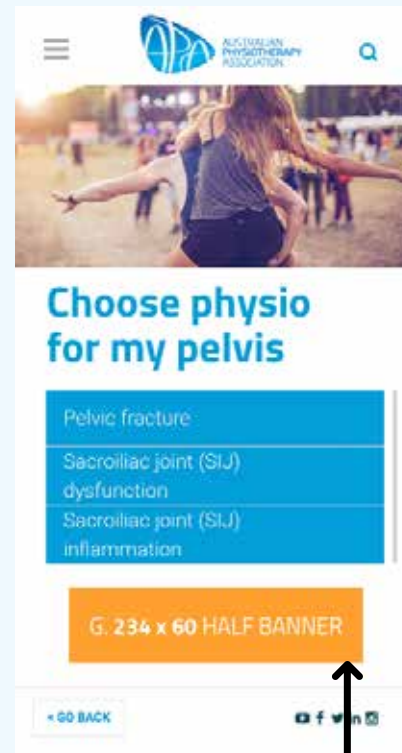 APA
AUSTRALIAN
PHYSIOTHERAPY
ASSOCIATION
Choose physio
for my pelvis
Pelvic fracture
Sacroiliac joint (SIJ)
dysfunction
Sacroiliac joint (SIJ)
inflammation
G. 234 x 60 HALF BANNER
< GO BACK